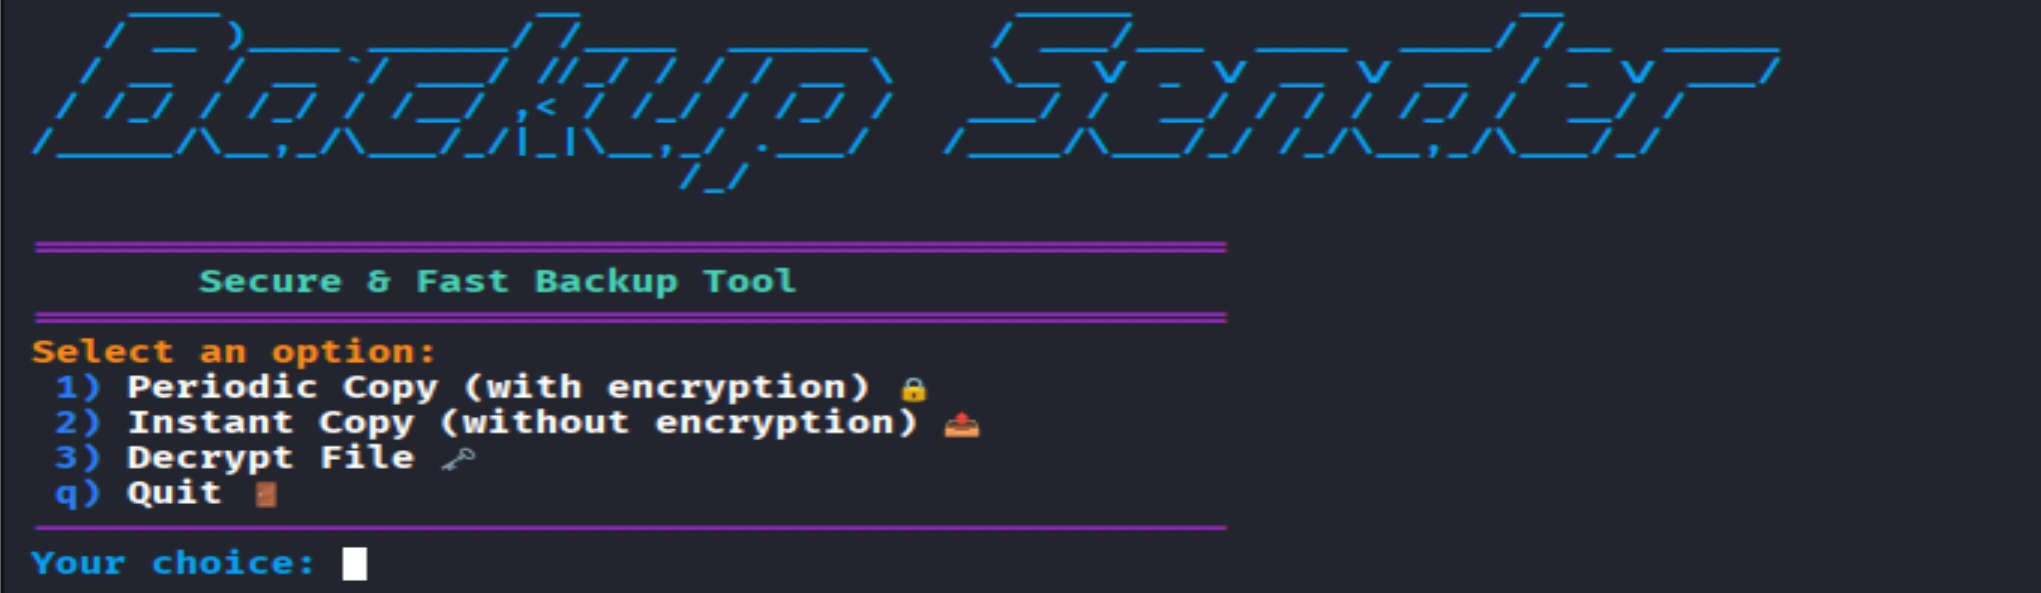 Backup Sender
Secure & Fast Backup Tool
Select an option:
1) Periodic Copy (with encryption) 🔒
2) Instant Copy (without encryption) 📤
3) Decrypt File 🗝️
q) Quit 🚪
Your choice: